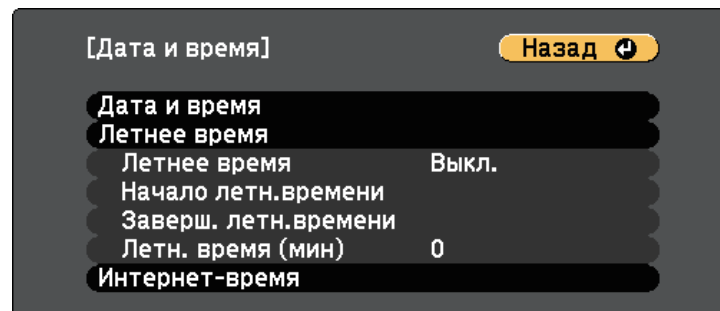 [Дата и время] Назад
Дата и время
Летнее время
Летнее время Выкл.
Начало летн.времени
Заверш. летн.времени
Летн. время (мин) 0
Интернет-время